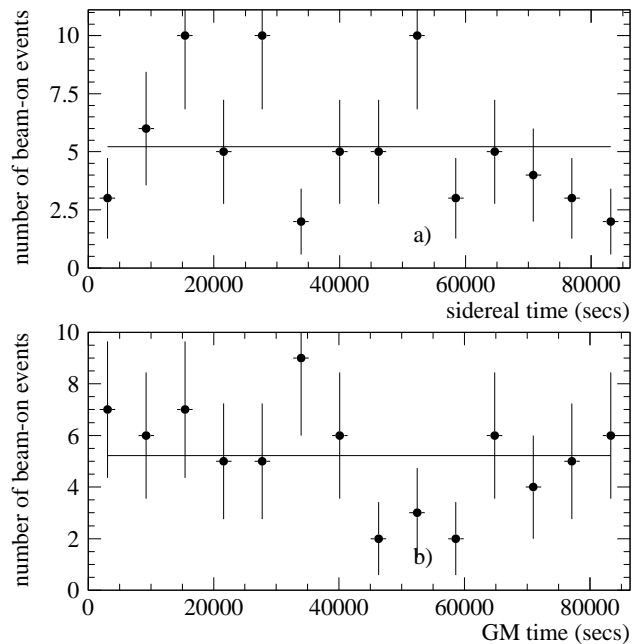 number of beam-on events
10
7.5
5
2.5
0
a)
0 20000 40000 60000 80000
sidereal time (secs)
number of beam-on events
10
8
6
4
2
0
b)
0 20000 40000 60000 80000
GM time (secs)